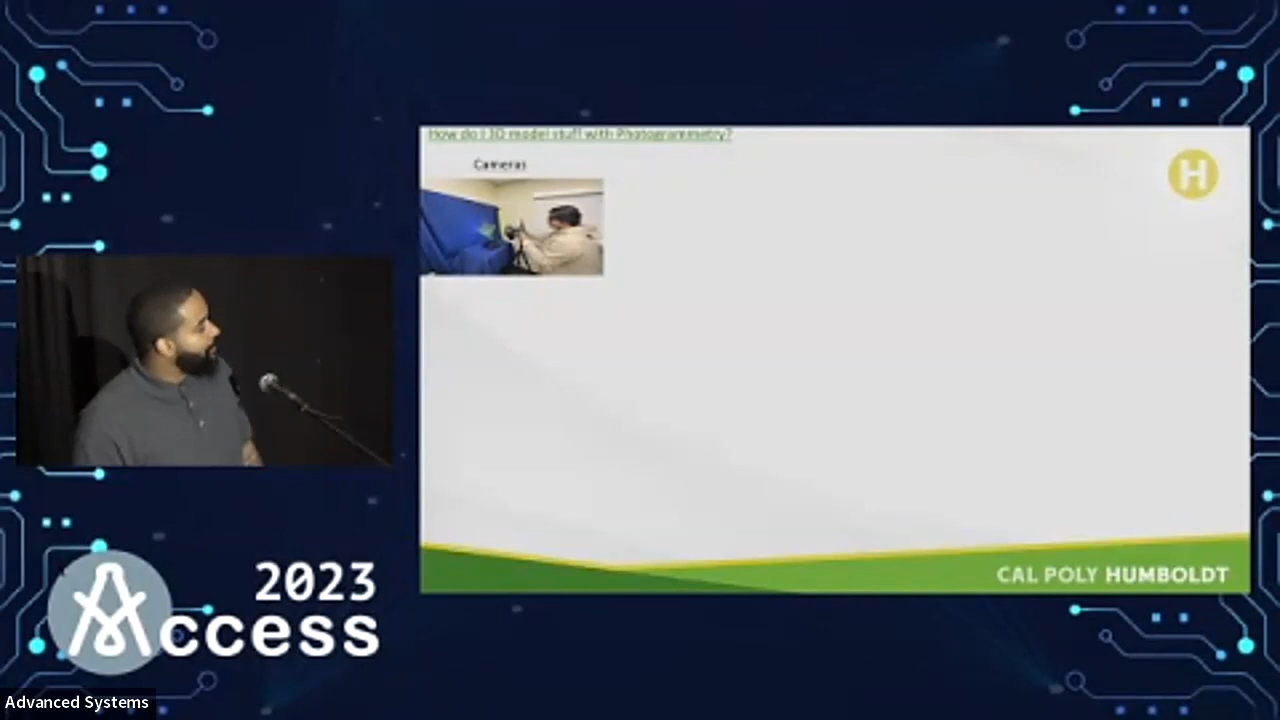 How do I 3D model stuff with Photogrammetry?
Cameras
H
CAL POLY HUMBOLDT
2023
Access
Advanced Systems